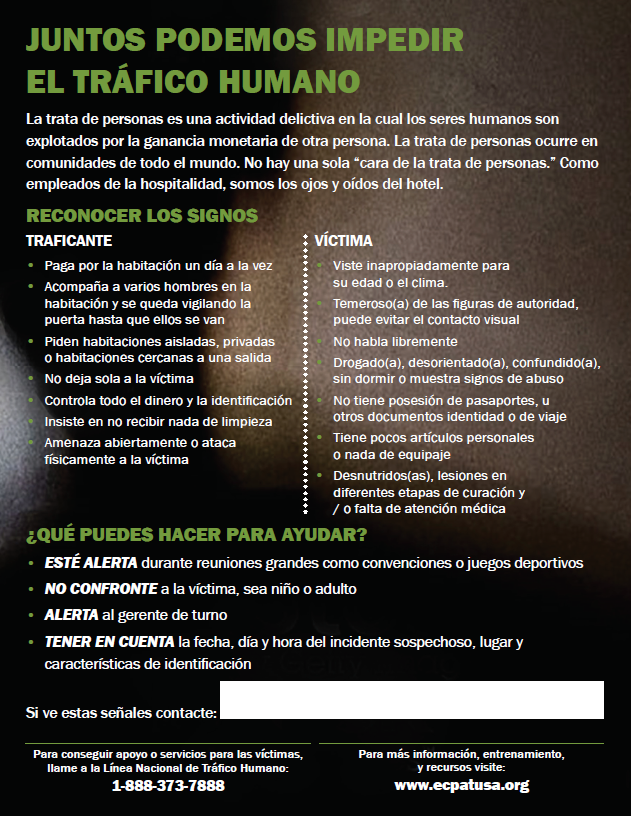 JUNTOS PODEMOS IMPEDIR
EL TRÁFICO HUMANO
La trata de personas es una actividad delictiva en la cual los seres humanos son
explotados por la ganancia monetaria de otra persona. La trata de personas ocurre en
comunidades de todo el mundo. No hay una sola “cara de la trata de personas.” Como
empleados de la hospitalidad, somos los ojos y oídos del hotel.
RECONOCER LOS SIGNOS
TRAFICANTE
• Paga por la habitación un día a la vez
• Acompaña a varios hombres en la
habitación y se queda vigilando la
puerta hasta que ellos se van
• Piden habitaciones aisladas, privadas
o habitaciones cercanas a una salida
• No deja sola a la víctima
• Controla todo el dinero y la identificación
• Insiste en no recibir nada de limpieza
• Amenaza abiertamente o ataca
físicamente a la víctima
VÍCTIMA
• Viste inapropiadamente para
su edad o el clima.
• Temeroso(a) de las figuras de autoridad,
puede evitar el contacto visual
• No habla libremente
• Drogado(a), desorientado(a), confundido(a),
sin dormir o muestra signos de abuso
• No tiene posesión de pasaportes, u
otros documentos identidad o de viaje
• Tiene pocos artículos personales
o nada de equipaje
• Desnutridos(as), lesiones en
diferentes etapas de curación y
/ o falta de atención médica
¿QUÉ PUEDES HACER PARA AYUDAR?
• ESTÉ ALERTA durante reuniones grandes como convenciones o juegos deportivos
• NO CONFRONTE a la víctima, sea niño o adulto
• ALERTA al gerente de turno
• TENER EN CUENTA la fecha, día y hora del incidente sospechoso, lugar y
características de identificación
Si ve estas señales contacte:
Para conseguir apoyo o servicios para las víctimas,
llame a la Línea Nacional de Tráfico Humano:
1-888-373-7888
Para más información, entrenamiento,
y recursos visite:
www.ecpatusa.org